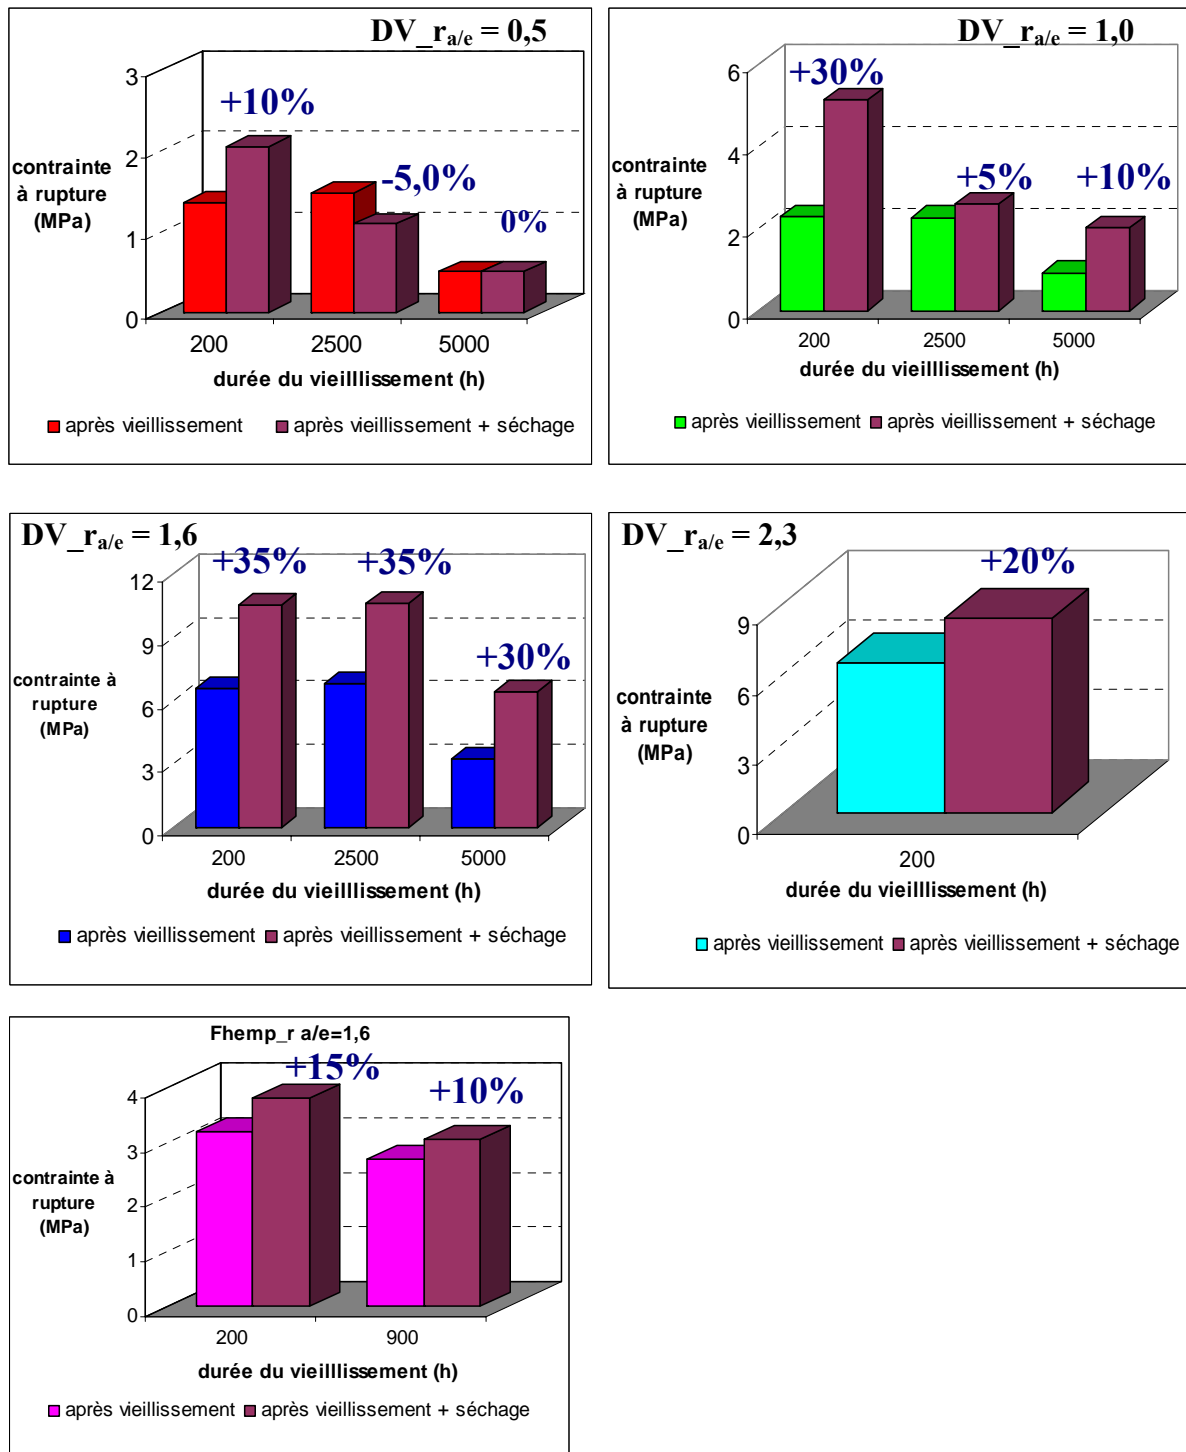 DV_ra/e = 0,5
3
2
1
0
contrainte
à rupture
(MPa)
+10%
-5,0%
0%
200 2500 5000
durée du vieilllissement (h)
après vieillissement après vieillissement + séchage
DV_ra/e = 1,0
6
4
2
0
contrainte
à rupture
(MPa)
+30%
+5%
+10%
200 2500 5000
durée du vieilllissement (h)
après vieillissement après vieillissement + séchage
DV_ra/e = 1,6
12
9
6
3
0
contrainte à
rupture
(MPa)
+35% +35%
+30%
200 2500 5000
durée du vieilllissement (h)
après vieillissement après vieillissement + séchage
DV_ra/e = 2,3
9
6
3
0
contrainte
à rupture
(MPa)
+20%
200
durée du vieilllissement (h)
après vieillissement après vieillissement + séchage
Fhemp_r a/e=1,6
4
3
2
1
0
contrainte à
rupture
(MPa)
+15%
+10%
200 900
durée du vieilllissement (h)
après vieillissement après vieillissement + séchage